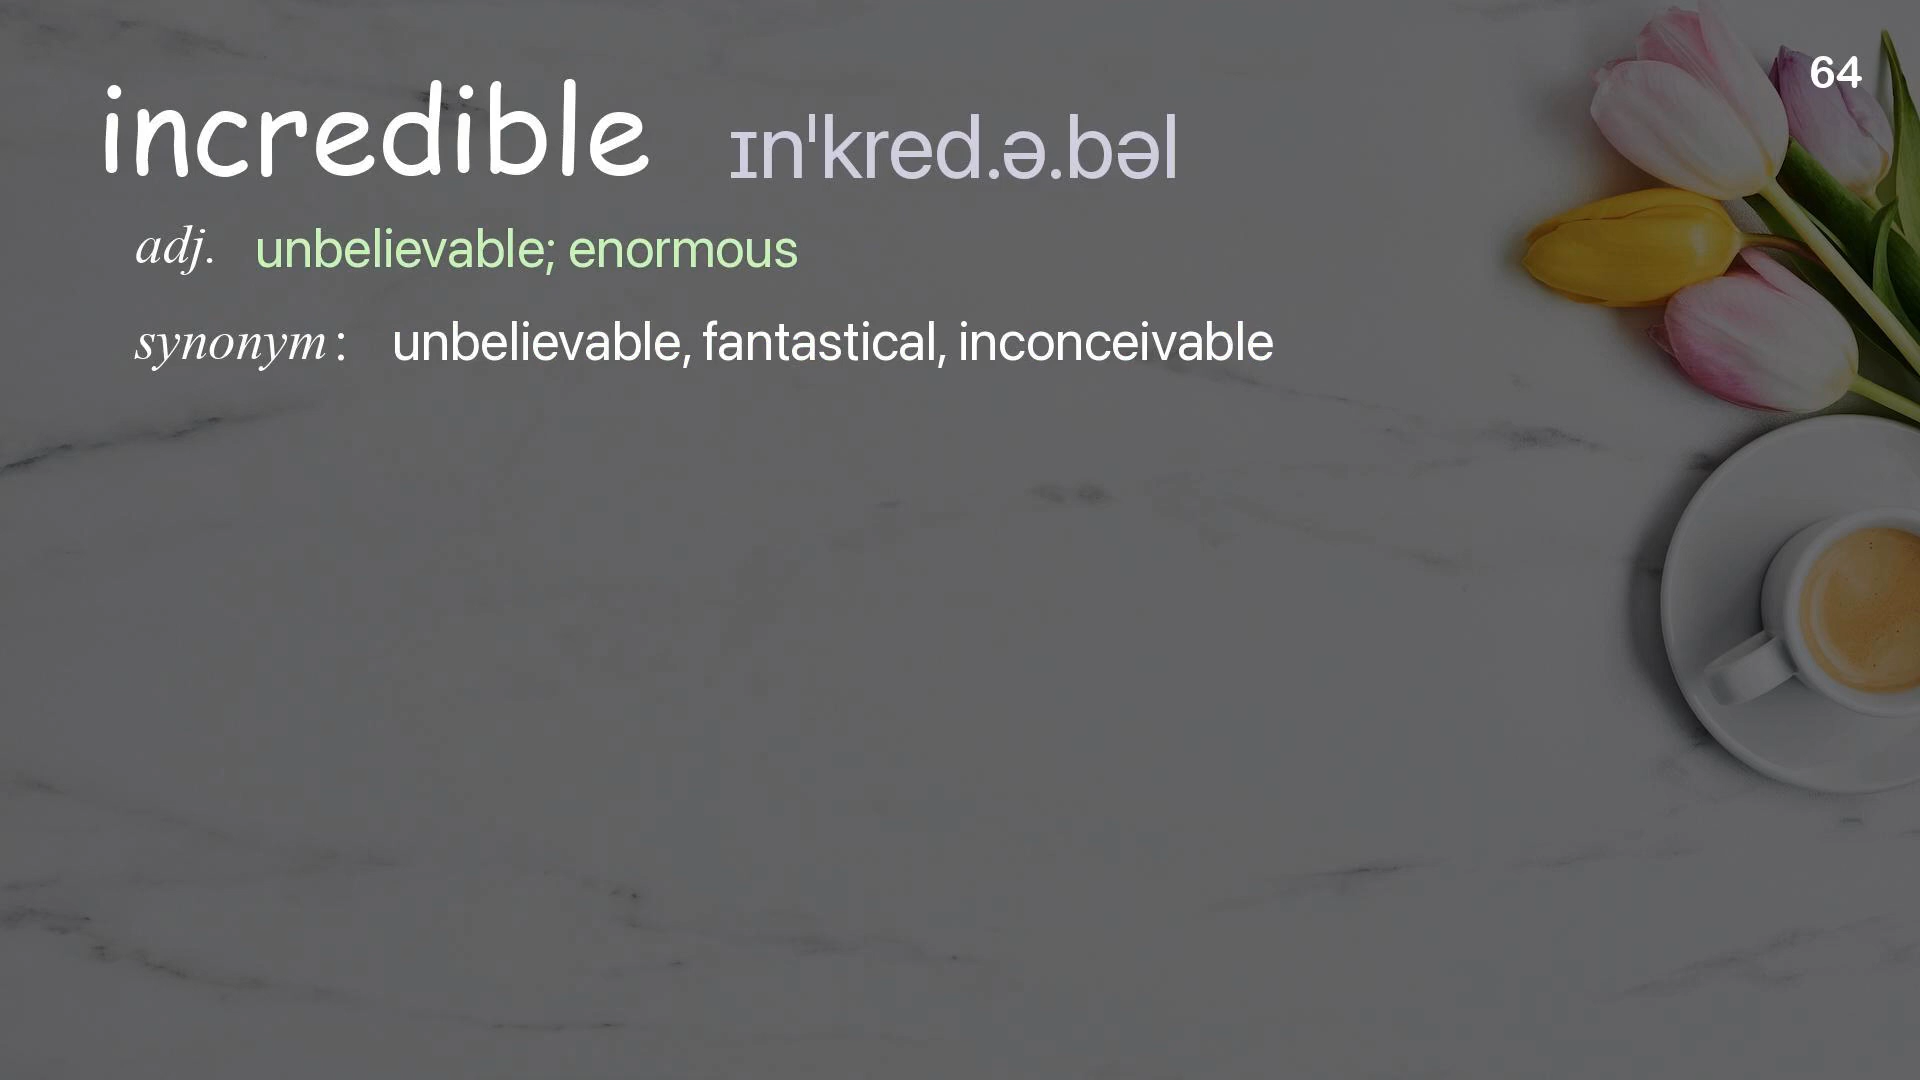 64
incredible ɪnˈkred.ə.bəl
adj. unbelievable; enormous
synonym: unbelievable, fantastical, inconceivable